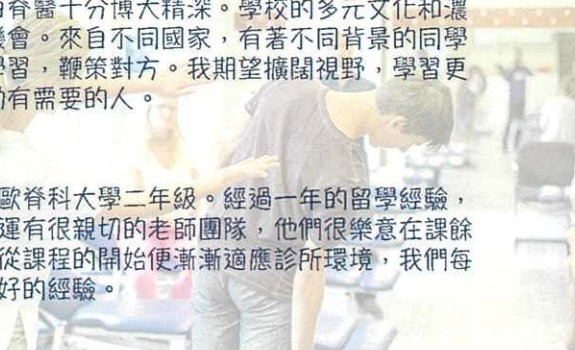 脊醫十分博大精深。學校的多元文化和濃
機會。來自不同國家，有著不同背景的同學
學習，鞭策對方。我期望擴闊視野，學習更
有需要的人。
歐脊科大學二年級。經過一年的留學經驗，
運有很親切的老師團隊，他們很樂意在課餘
從課程的開始便漸漸適應診所環境，我們每
好的經驗。